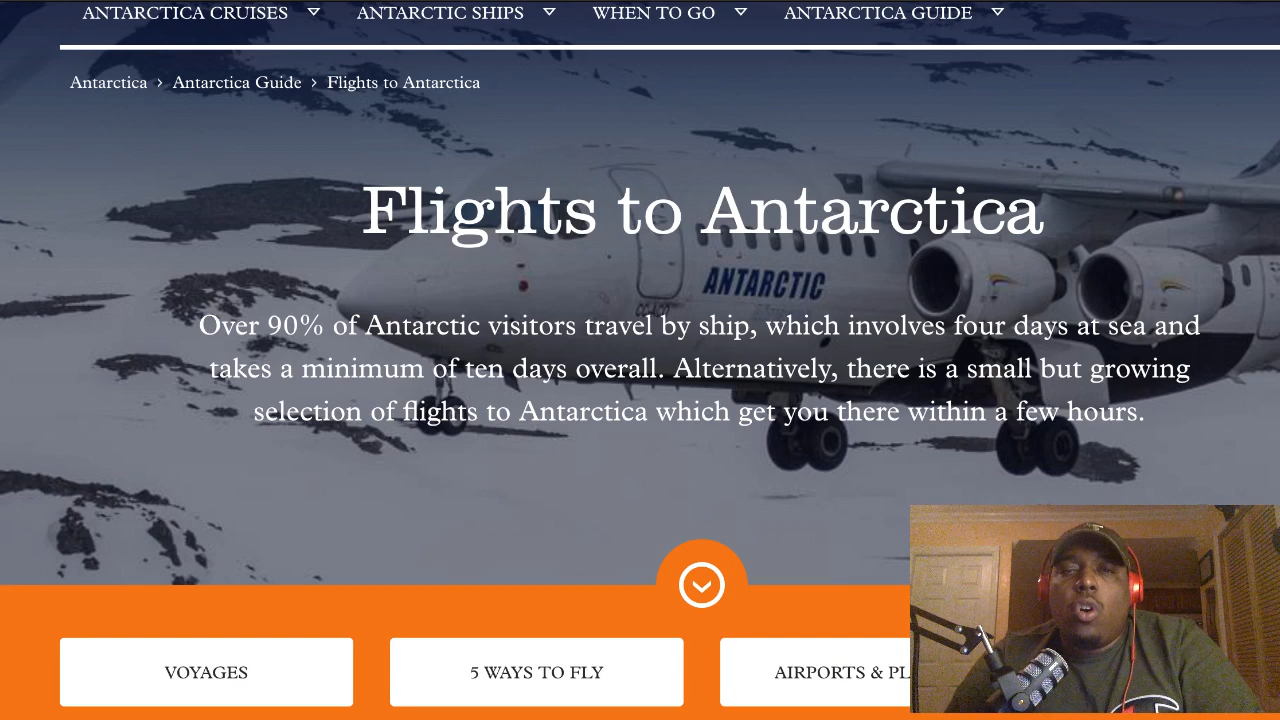 ANTARCTICA CRUISES ANTARCTIC SHIPS WHEN TO GO ANTARCTICA GUIDE
Antarctica > Antarctica Guide > Flights to Antarctica
Flights to Antarctica
ANTARCTIC
Over 90% of Antarctic visitors travel by ship, which involves four days at sea and
takes a minimum of ten days overall. Alternatively, there is a small but growing
selection of flights to Antarctica which get you there within a few hours.
VOYAGES
5 WAYS TO FLY
AIRPORTS & PL